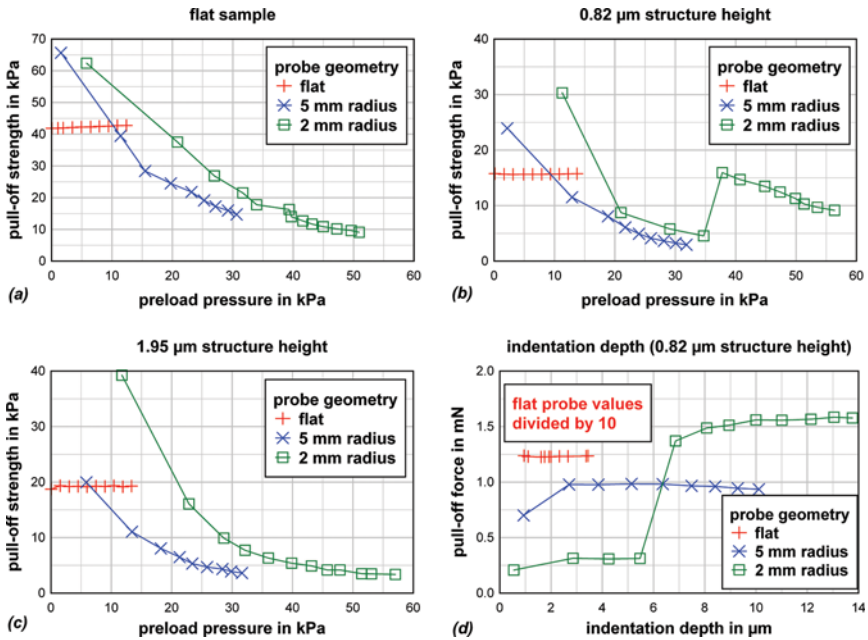 flat sample
pull-off strength in kPa
70
60
50
40
30
20
10
0
probe geometry
flat
5 mm radius
2 mm radius
0 10 20 30 40 50 60
preload pressure in kPa
(a)
0.82 µm structure height
pull-off strength in kPa
40
30
20
10
0
probe geometry
flat
5 mm radius
2 mm radius
0 10 20 30 40 50 60
preload pressure in kPa
(b)
1.95 µm structure height
pull-off strength in kPa
40
30
20
10
0
probe geometry
flat
5 mm radius
2 mm radius
0 10 20 30 40 50 60
preload pressure in kPa
(c)
indentation depth (0.82 µm structure height)
pull-off force in mN
2.0
1.5
1.0
0.5
0.0
flat probe values
divided by 10
probe geometry
flat
5 mm radius
2 mm radius
0 2 4 6 8 10 12 14
indentation depth in µm
(d)